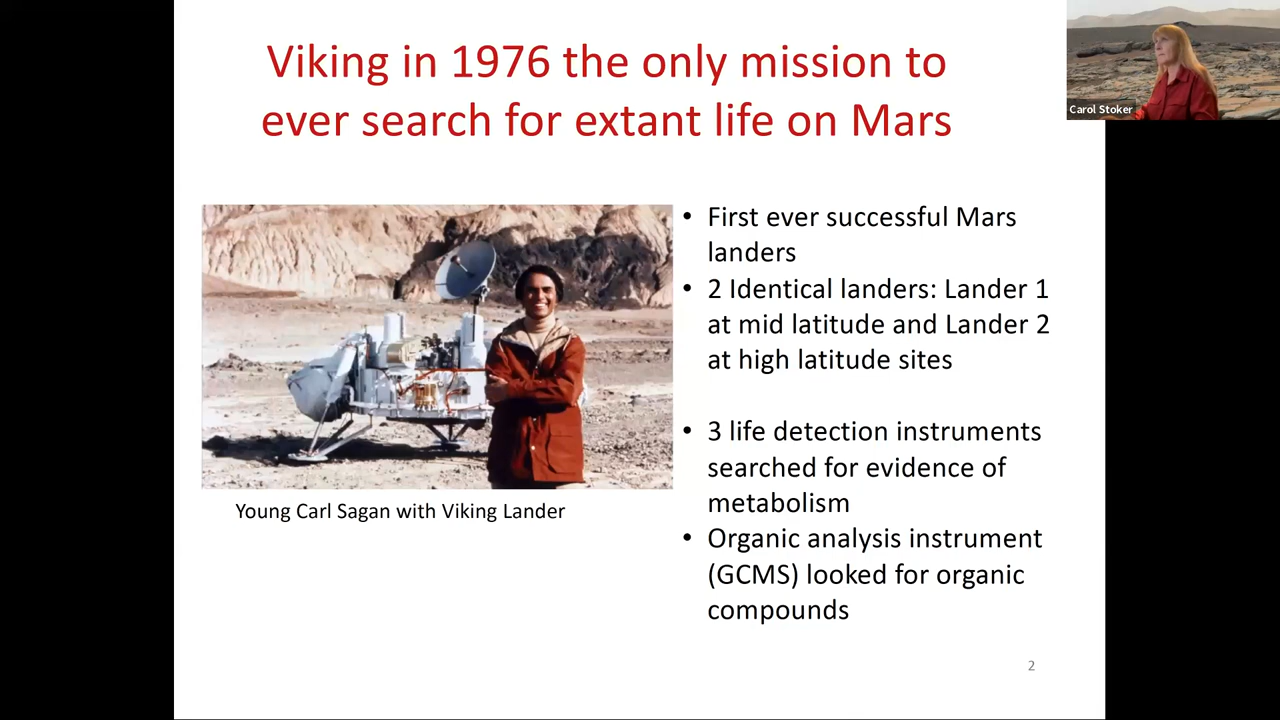 Viking in 1976 the only mission to
ever search for extant life on Mars
Carol Stoker
• First ever successful Mars
landers
• 2 Identical landers: Lander 1
at mid latitude and Lander 2
at high latitude sites
• 3 life detection instruments
searched for evidence of
metabolism
• Organic analysis instrument
(GCMS) looked for organic
compounds
Young Carl Sagan with Viking Lander
2